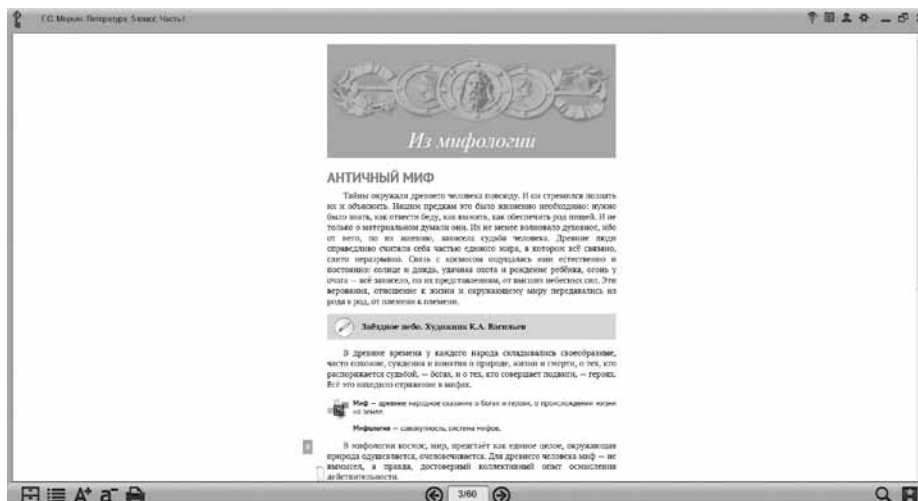 Г.С. Меркин. Литература. 5 класс. Часть I
Из мифологии
АНТИЧНЫЙ МИФ
Тайны окружали древнего человека повсюду. И он стремился познать
их и объяснить. Нашим предкам это было жизненно необходимо: нужно
было знать, как отвести беду, как выжить, как обеспечить род пищей. И не
только о материальном думали они. Их не менее волновало духовное, ибо
от него, по их мнению, зависела судьба человека. Древние люди
справедливо считали себя частью единого мира, в котором всё связано,
слито неразрывно. Связь с космосом ощущалась ими естественно и
постоянно: солнце и дождь, удачная охота и рождение ребёнка, огонь у
очага — всё зависело, по их представлениям, от высших небесных сил. Эти
верования, отношение к жизни и окружающему миру передавались из
рода в род, от племени к племени.
Звёздное небо. Художник К.А. Васильев
В древние времена у каждого народа складывались своеобразные,
часто похожие, суждения и понятия о природе, жизни и смерти, о тех, кто
распоряжается судьбой, — богах, и о тех, кто совершает подвиги, — героях.
Всё это находило отражение в мифах.
Миф — древнее народное сказание о богах и героях, о происхождении жизни
на земле.
Мифология — совокупность, система мифов.
В мифологии космос, мир, предстаёт как единое целое, окружающая
природа одушевляется, очеловечивается. Для древнего человека миф — не
вымысел, а правда, достоверный коллективный опыт осмысления
действительности.
A+ a-
3/60